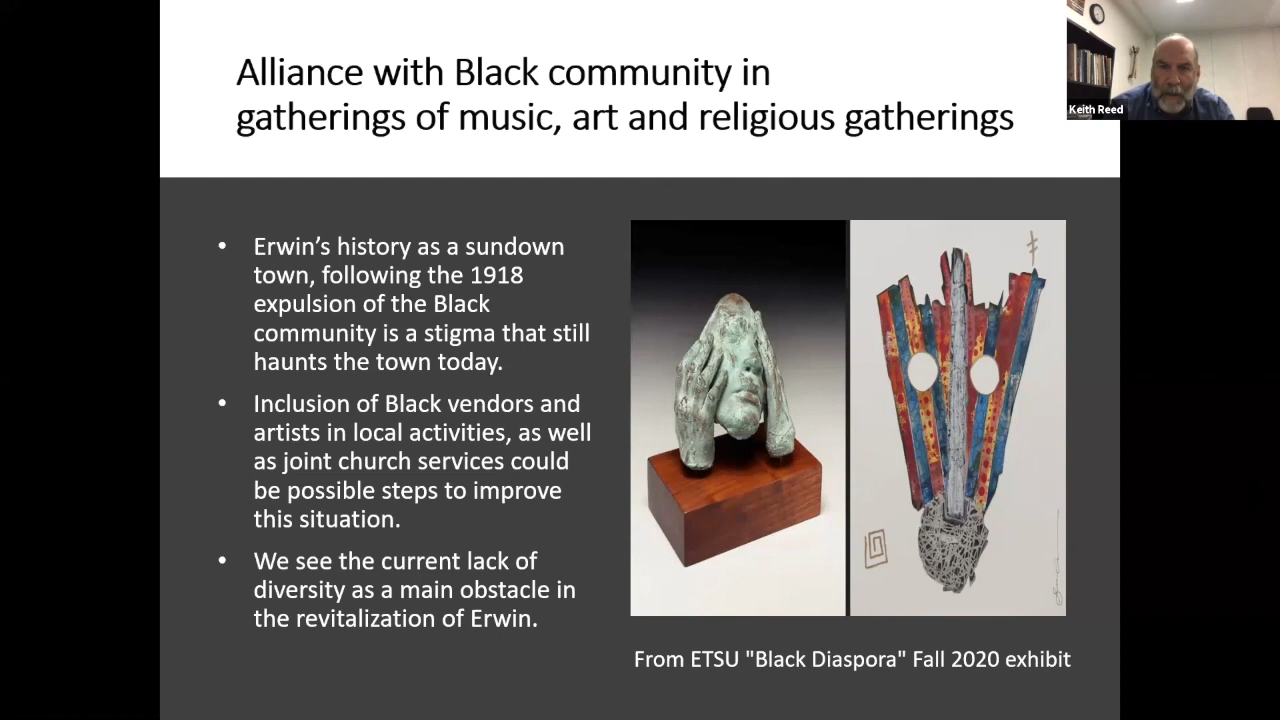 Alliance with Black community in
gatherings of music, art and religious gatherings
Keith Reed
• Erwin’s history as a sundown
town, following the 1918
expulsion of the Black
community is a stigma that still
haunts the town today.
• Inclusion of Black vendors and
artists in local activities, as well
as joint church services could
be possible steps to improve
this situation.
• We see the current lack of
diversity as a main obstacle in
the revitalization of Erwin.
From ETSU "Black Diaspora" Fall 2020 exhibit